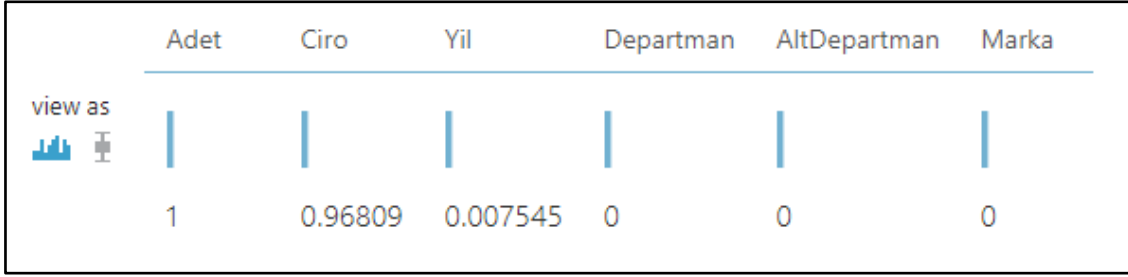 Adet Ciro Yil Departman AltDepartman Marka
view as
1 0.96809 0.007545 0 0 0